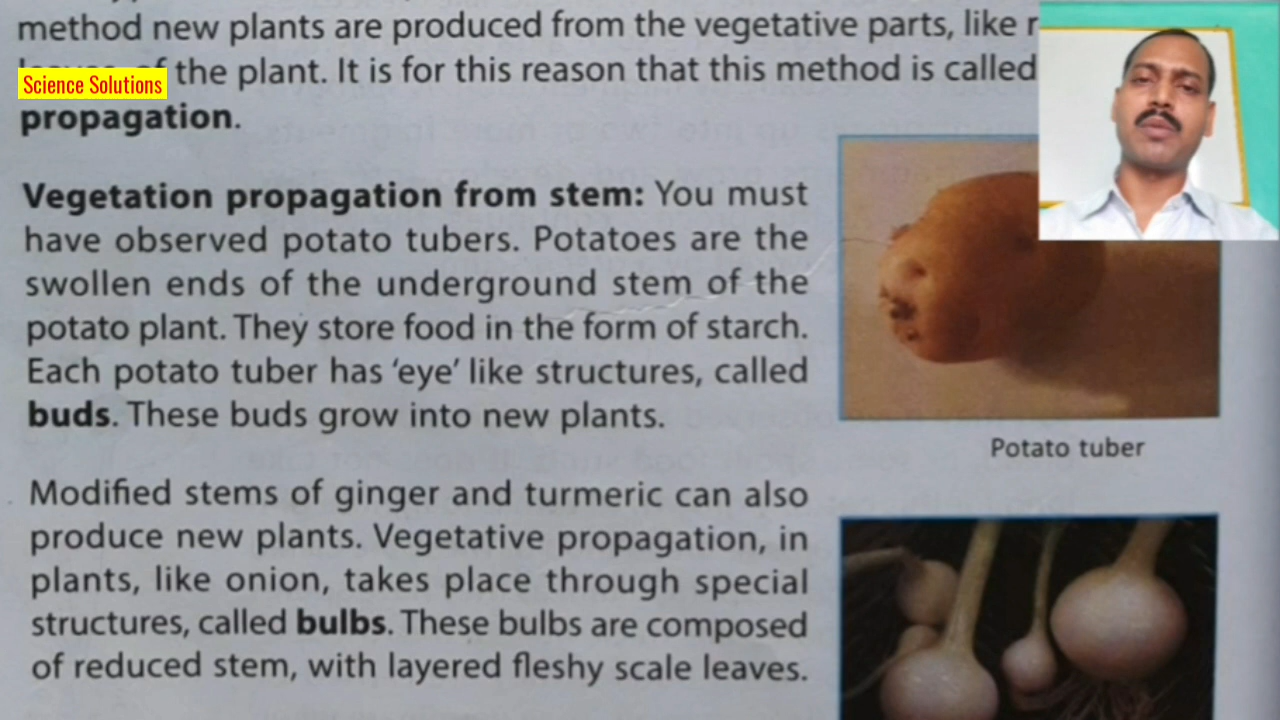 method new plants are produced from the vegetative parts, like
of the plant. It is for this reason that this method is called
Science Solutions
propagation.
Vegetation propagation from stem: You must
have observed potato tubers. Potatoes are the
swollen ends of the underground stem of the
potato plant. They store food in the form of starch.
Each potato tuber has ‘eye’ like structures, called
buds. These buds grow into new plants.
Potato tuber
Modified stems of ginger and turmeric can also
produce new plants. Vegetative propagation, in
plants, like onion, takes place through special
structures, called bulbs. These bulbs are composed
of reduced stem, with layered fleshy scale leaves.